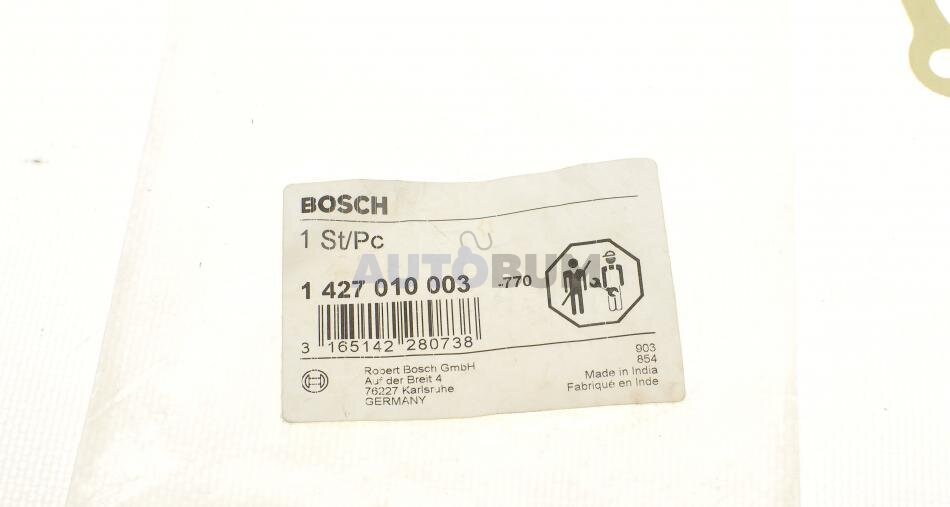 BOSCH
1 St/Pc
AUTOBUM
1 427 010 003 -770
3 165142 280738
903
854
Made in India
Fabriqué en Inde
Robert Bosch GmbH
Auf der Breit 4
76227 Karlsruhe
GERMANY